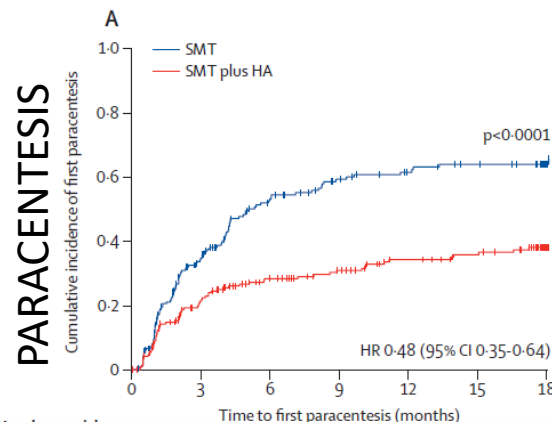 A
1·0
SMT
SMT plus HA
0·8
p<0·0001
0·6
0·4
0·2
HR 0·48 (95% CI 0·35-0·64)
0
0 3 6 9 12 15 18
Time to first paracentesis (months)
Cumulative incidence of first paracentesis
PARACENTESIS